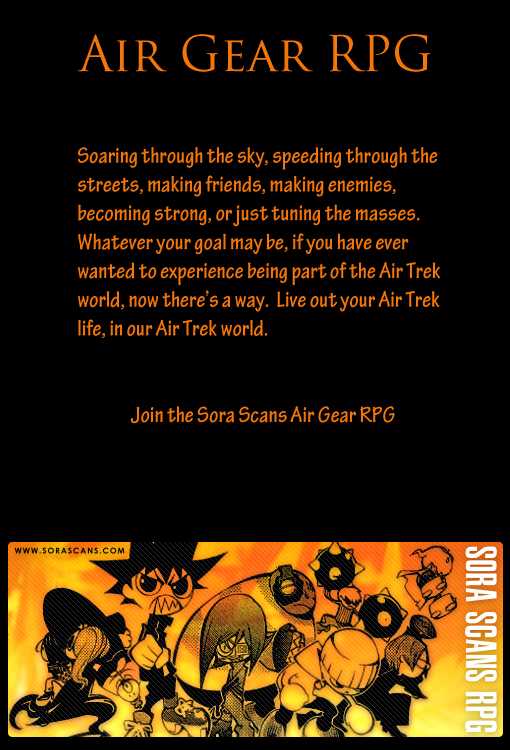 Air Gear RPG
Soaring through the sky, speeding through the
streets, making friends, making enemies,
becoming strong, or just tuning the masses.
Whatever your goal may be, if you have ever
wanted to experience being part of the Air Trek
world, now there's a way.  Live out your Air Trek
life, in our Air Trek world.
Join the Sora Scans Air Gear RPG
WWW.SORASCANS.COM
SORA SCANS RPG